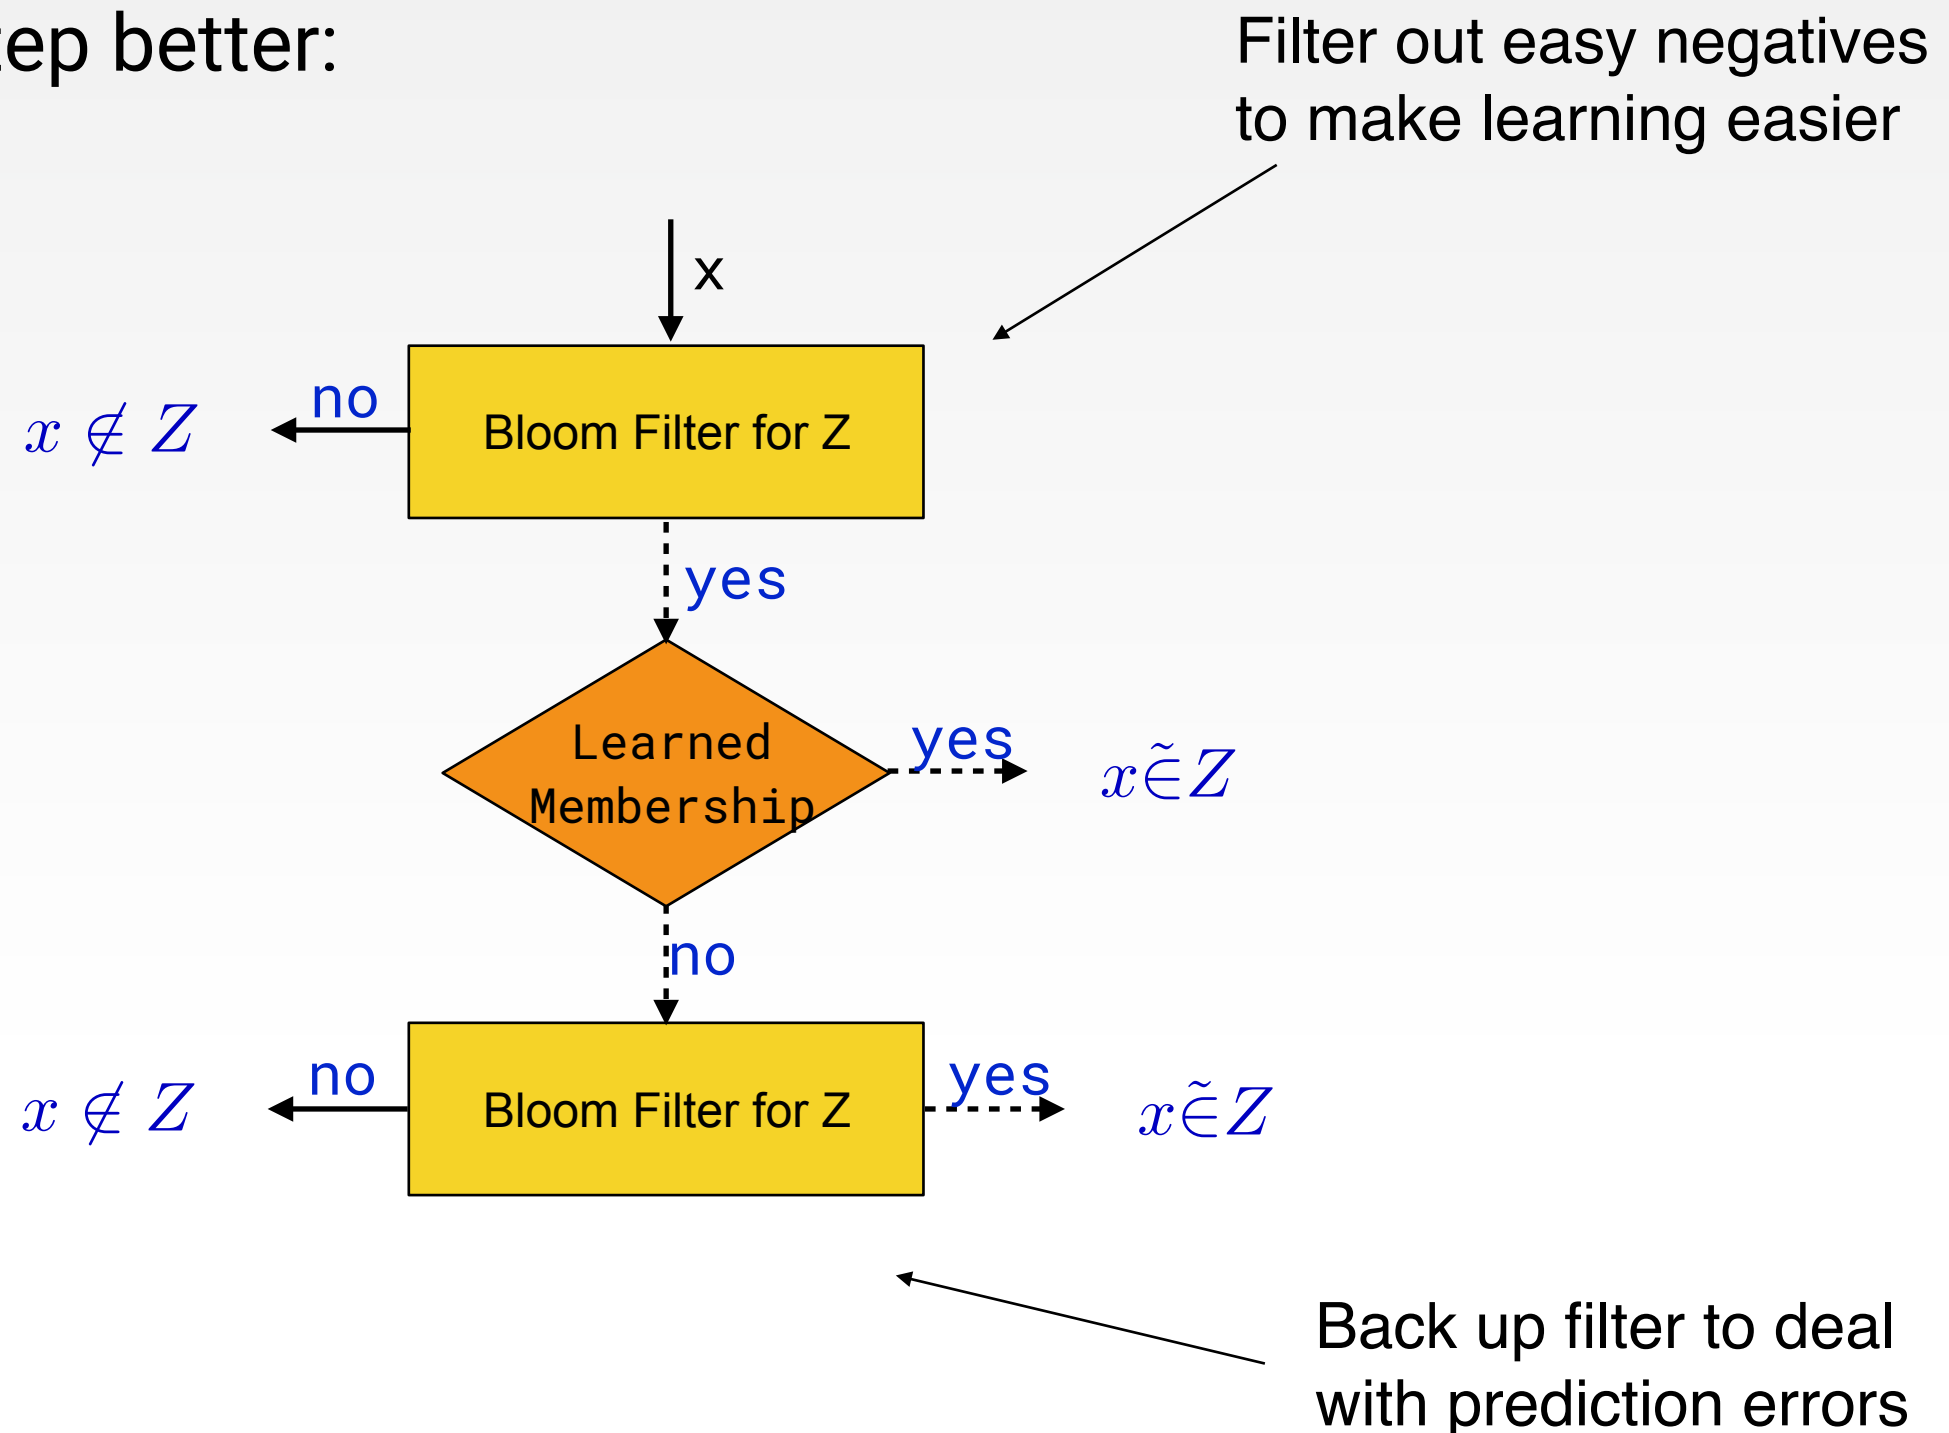 better:
Filter out easy negatives
to make learning easier
x
no
x ∉ Z
Bloom Filter for Z
yes
Learned
Membership
yes
x ∈̃ Z
no
no
x ∉ Z
Bloom Filter for Z
yes
x ∈̃ Z
Back up filter to deal
with prediction errors